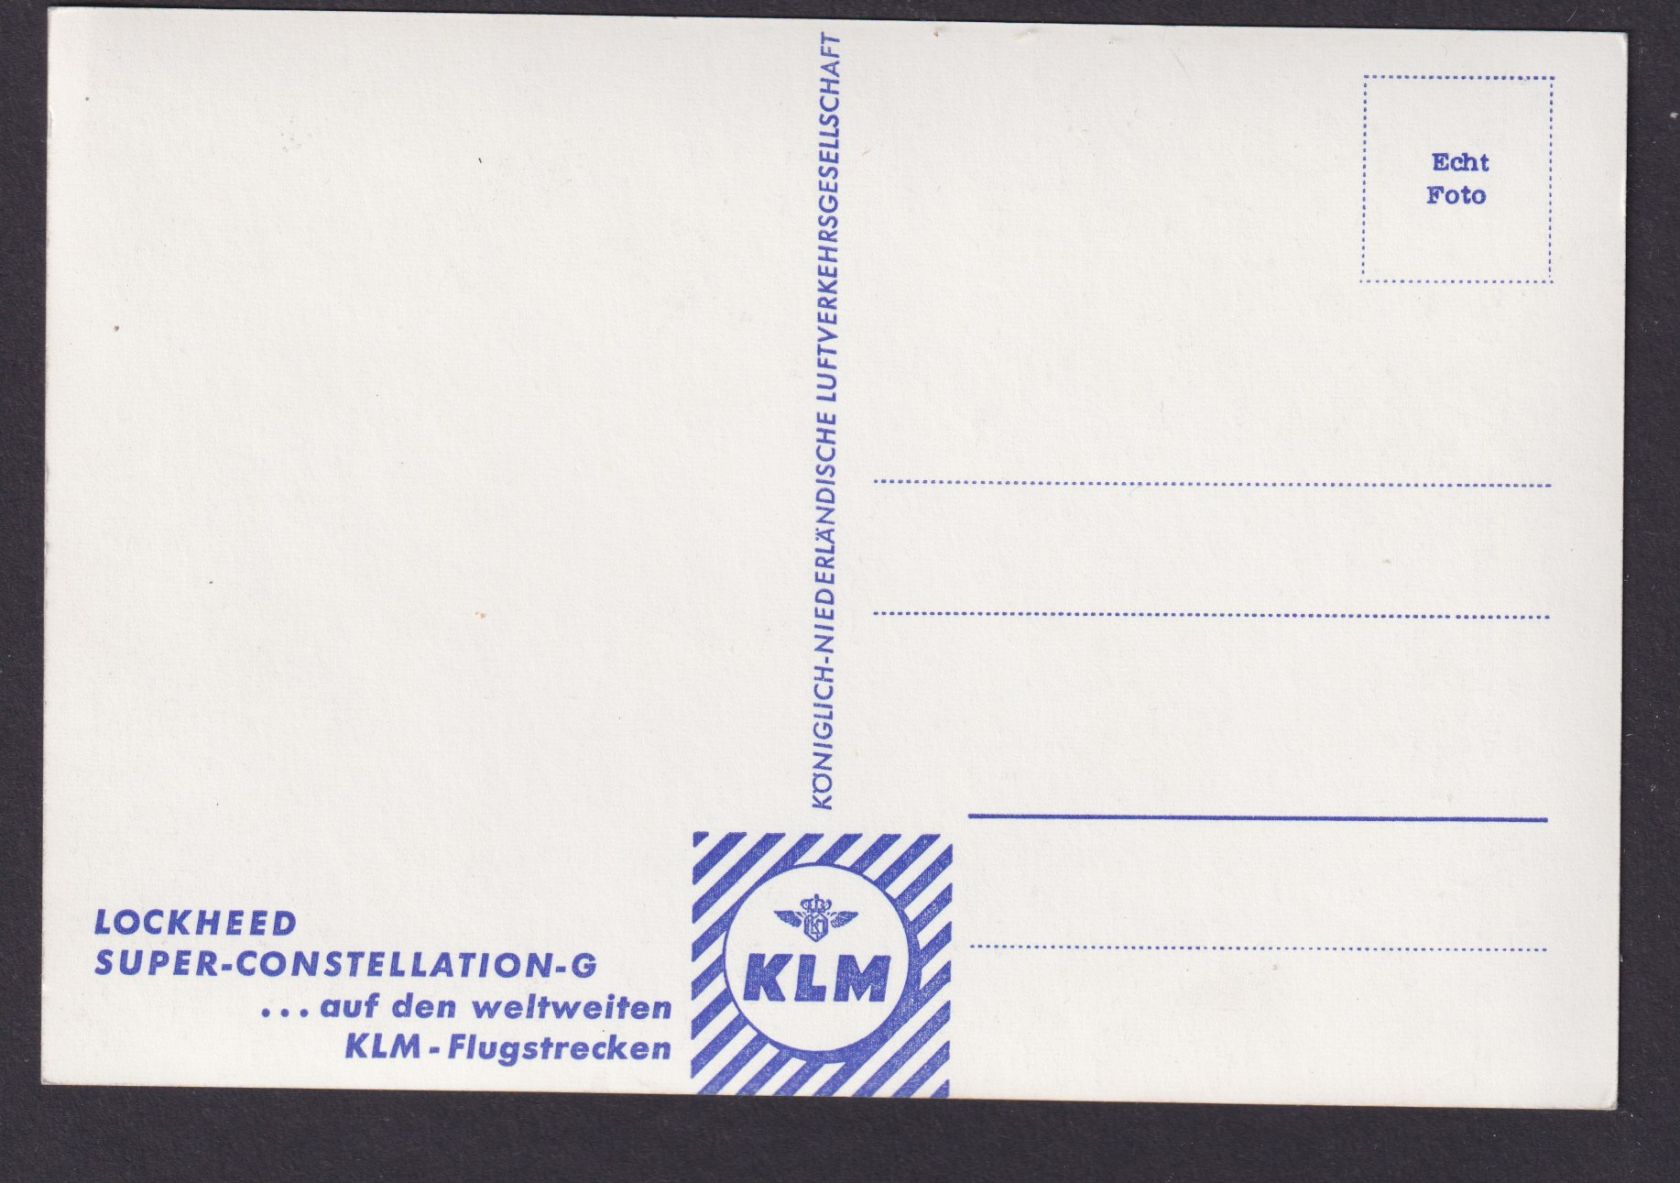 LOCKHEED
SUPER-CONSTELLATION-G
...auf den weltweiten
KLM-Flugstrecken
KÖNIGLICH-NIEDERLÄNDISCHE LUFTVERKEHRSGESELLSCHAFT
KLM
Echt
Foto